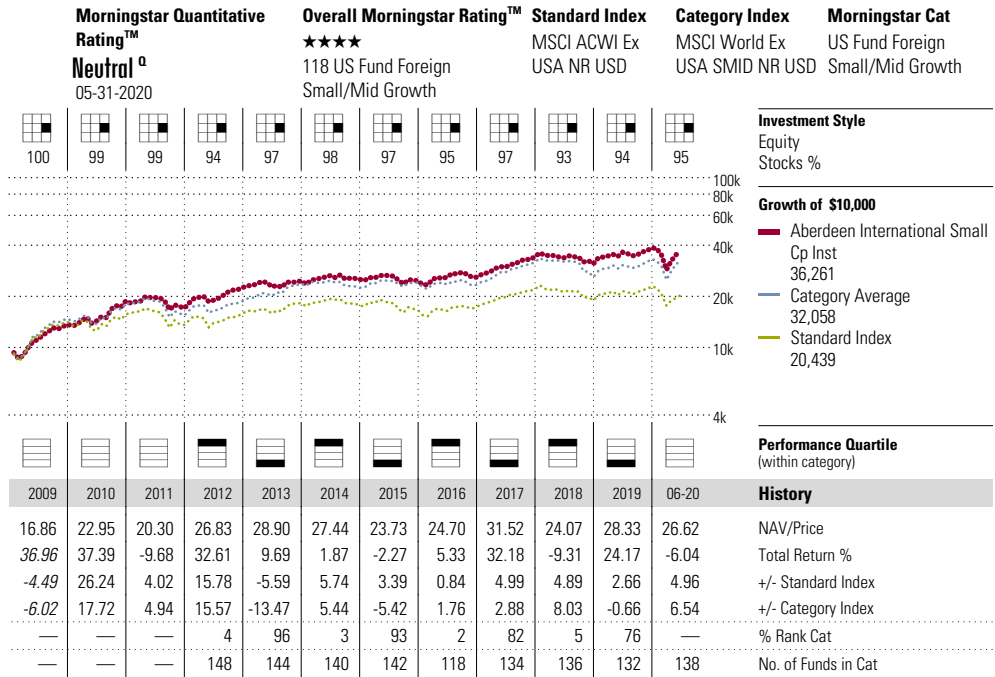 Morningstar Quantitative Rating™
Neutral Q
05-31-2020
Overall Morningstar Rating™
★★★★
118 US Fund Foreign
Small/Mid Growth
Standard Index
MSCI ACWI Ex
USA NR USD
Category Index
MSCI World Ex
USA SMID NR USD
Morningstar Cat
US Fund Foreign
Small/Mid Growth
100 99 99 94 97 98 97 95 97 93 94 95
Investment Style
Equity
Stocks %
100k
80k
60k
40k
20k
10k
4k
Growth of $10,000
Aberdeen International Small
Cp Inst
36,261
Category Average
32,058
Standard Index
20,439
Performance Quartile
(within category)
2009 2010 2011 2012 2013 2014 2015 2016 2017 2018 2019 06-20 History
16.86 22.95 20.30 26.83 28.90 27.44 23.73 24.70 31.52 24.07 28.33 26.62 NAV/Price
36.96 37.39 -9.68 32.61 9.69 1.87 -2.27 5.33 32.18 -9.31 24.17 -6.04 Total Return %
-4.49 26.24 4.02 15.78 -5.59 5.74 3.39 0.84 4.99 4.89 2.66 4.96 +/- Standard Index
-6.02 17.72 4.94 15.57 -13.47 5.44 -5.42 1.76 2.88 8.03 -0.66 6.54 +/- Category Index
— — — 4 96 3 93 2 82 5 76 — % Rank Cat
— — — 148 144 140 142 118 134 136 132 138 No. of Funds in Cat